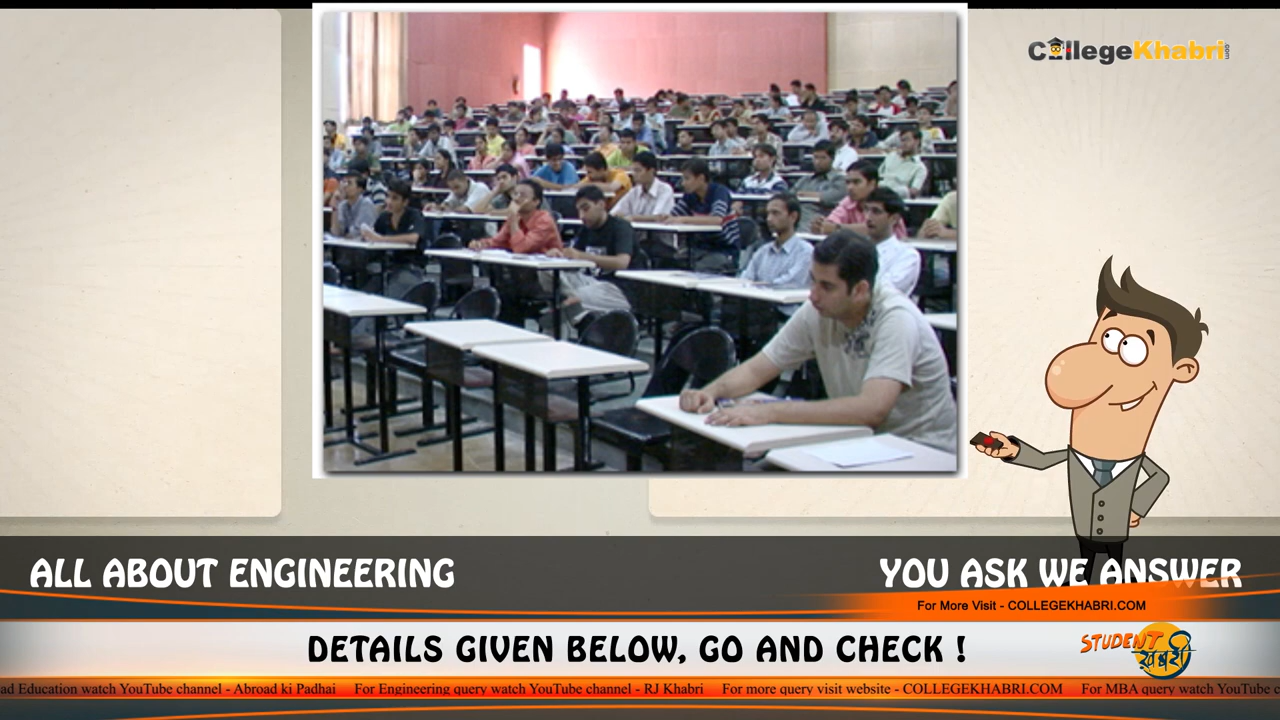 CollegeKhabri.com
ALL ABOUT ENGINEERING
YOU ASK WE ANSWER
For More Visit - COLLEGEKHABRI.COM
DETAILS GIVEN BELOW, GO AND CHECK !
STUDENT
ख़बरी
ad Education watch YouTube channel - Abroad ki Padhai For Engineering query watch YouTube channel - RJ Khabri For more query visit website - COLLEGEKHABRI.COM For MBA query watch YouTube c